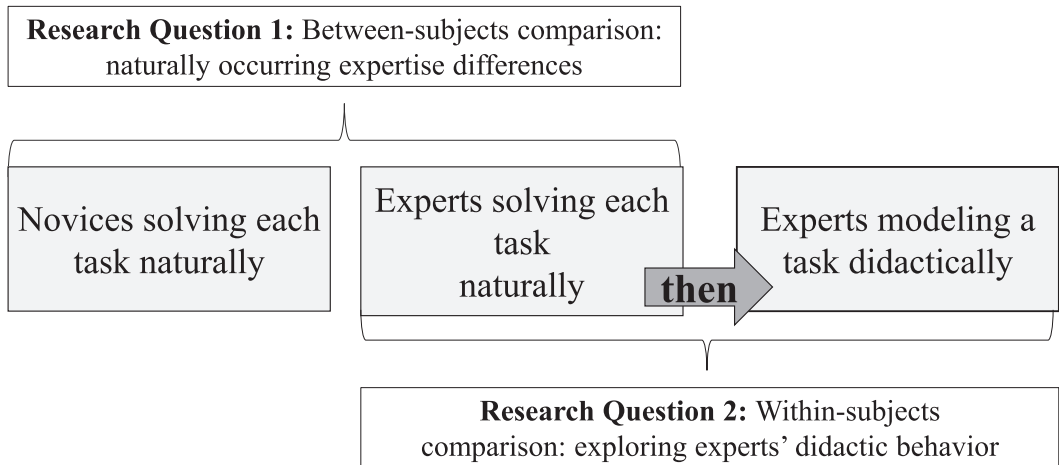 Research Question 1: Between-subjects comparison:
naturally occurring expertise differences
Novices solving each
task naturally
Experts solving each
task
naturally
then
Experts modeling a
task didactically
Research Question 2: Within-subjects
comparison: exploring experts’ didactic behavior